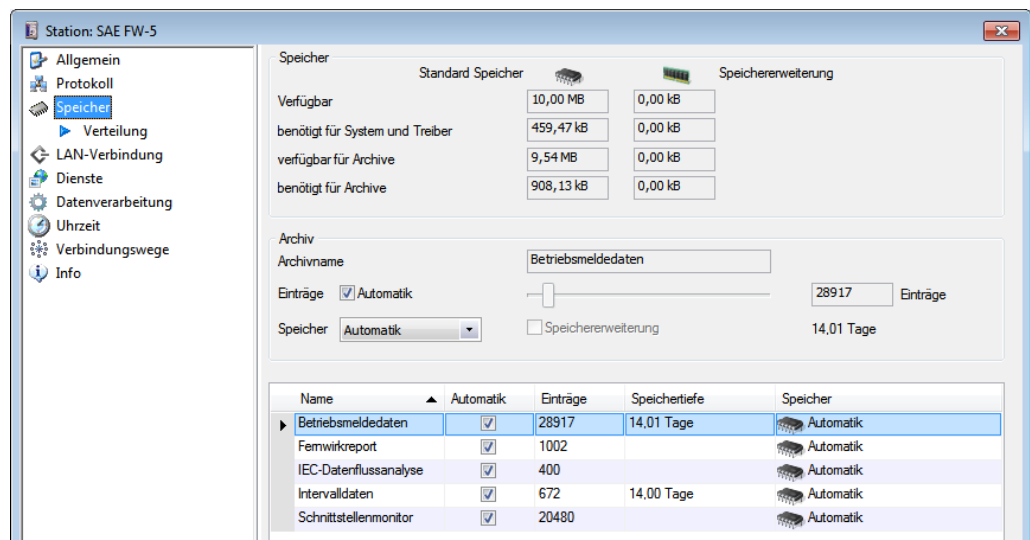 Station: SAE FW-5
Allgemein
Protokoll
Speicher
Verteilung
LAN-Verbindung
Dienste
Datenverarbeitung
Uhrzeit
Verbindungswege
Info
Speicher
Standard Speicher Speichererweiterung
Verfügbar 10,00 MB 0,00 kB
benötigt für System und Treiber 459,47 kB 0,00 kB
verfügbar für Archive 9,54 MB 0,00 kB
benötigt für Archive 908,13 kB 0,00 kB
Archiv
Archivname Betriebsmeldedaten
Einträge Automatik 28917 Einträge
Speicher Automatik Speichererweiterung 14,01 Tage
Name Automatik Einträge Speichertiefe Speicher
Betriebsmeldedaten 28917 14,01 Tage Automatik
Fernwirkreport 1002 Automatik
IEC-Datenflussanalyse 400 Automatik
Intervalldaten 672 14,00 Tage Automatik
Schnittstellenmonitor 20480 Automatik